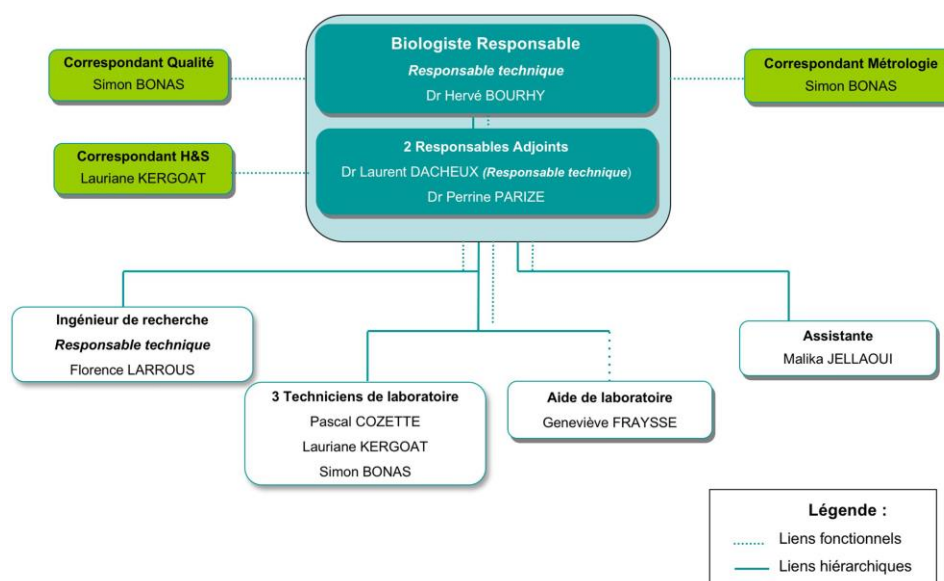 Biologiste Responsable
Responsable technique
Dr Hervé BOURHY
Correspondant Qualité
Simon BONAS
Correspondant Métrologie
Simon BONAS
2 Responsables Adjoints
Dr Laurent DACHEUX (Responsable technique)
Dr Perrine PARIZE
Correspondant H&S
Lauriane KERGOAT
Ingénieur de recherche
Responsable technique
Florence LARROUS
Assistante
Malika JELLAOUI
3 Techniciens de laboratoire
Pascal COZETTE
Lauriane KERGOAT
Simon BONAS
Aide de laboratoire
Geneviève FRAYSSE
Légende :
Liens fonctionnels
Liens hiérarchiques